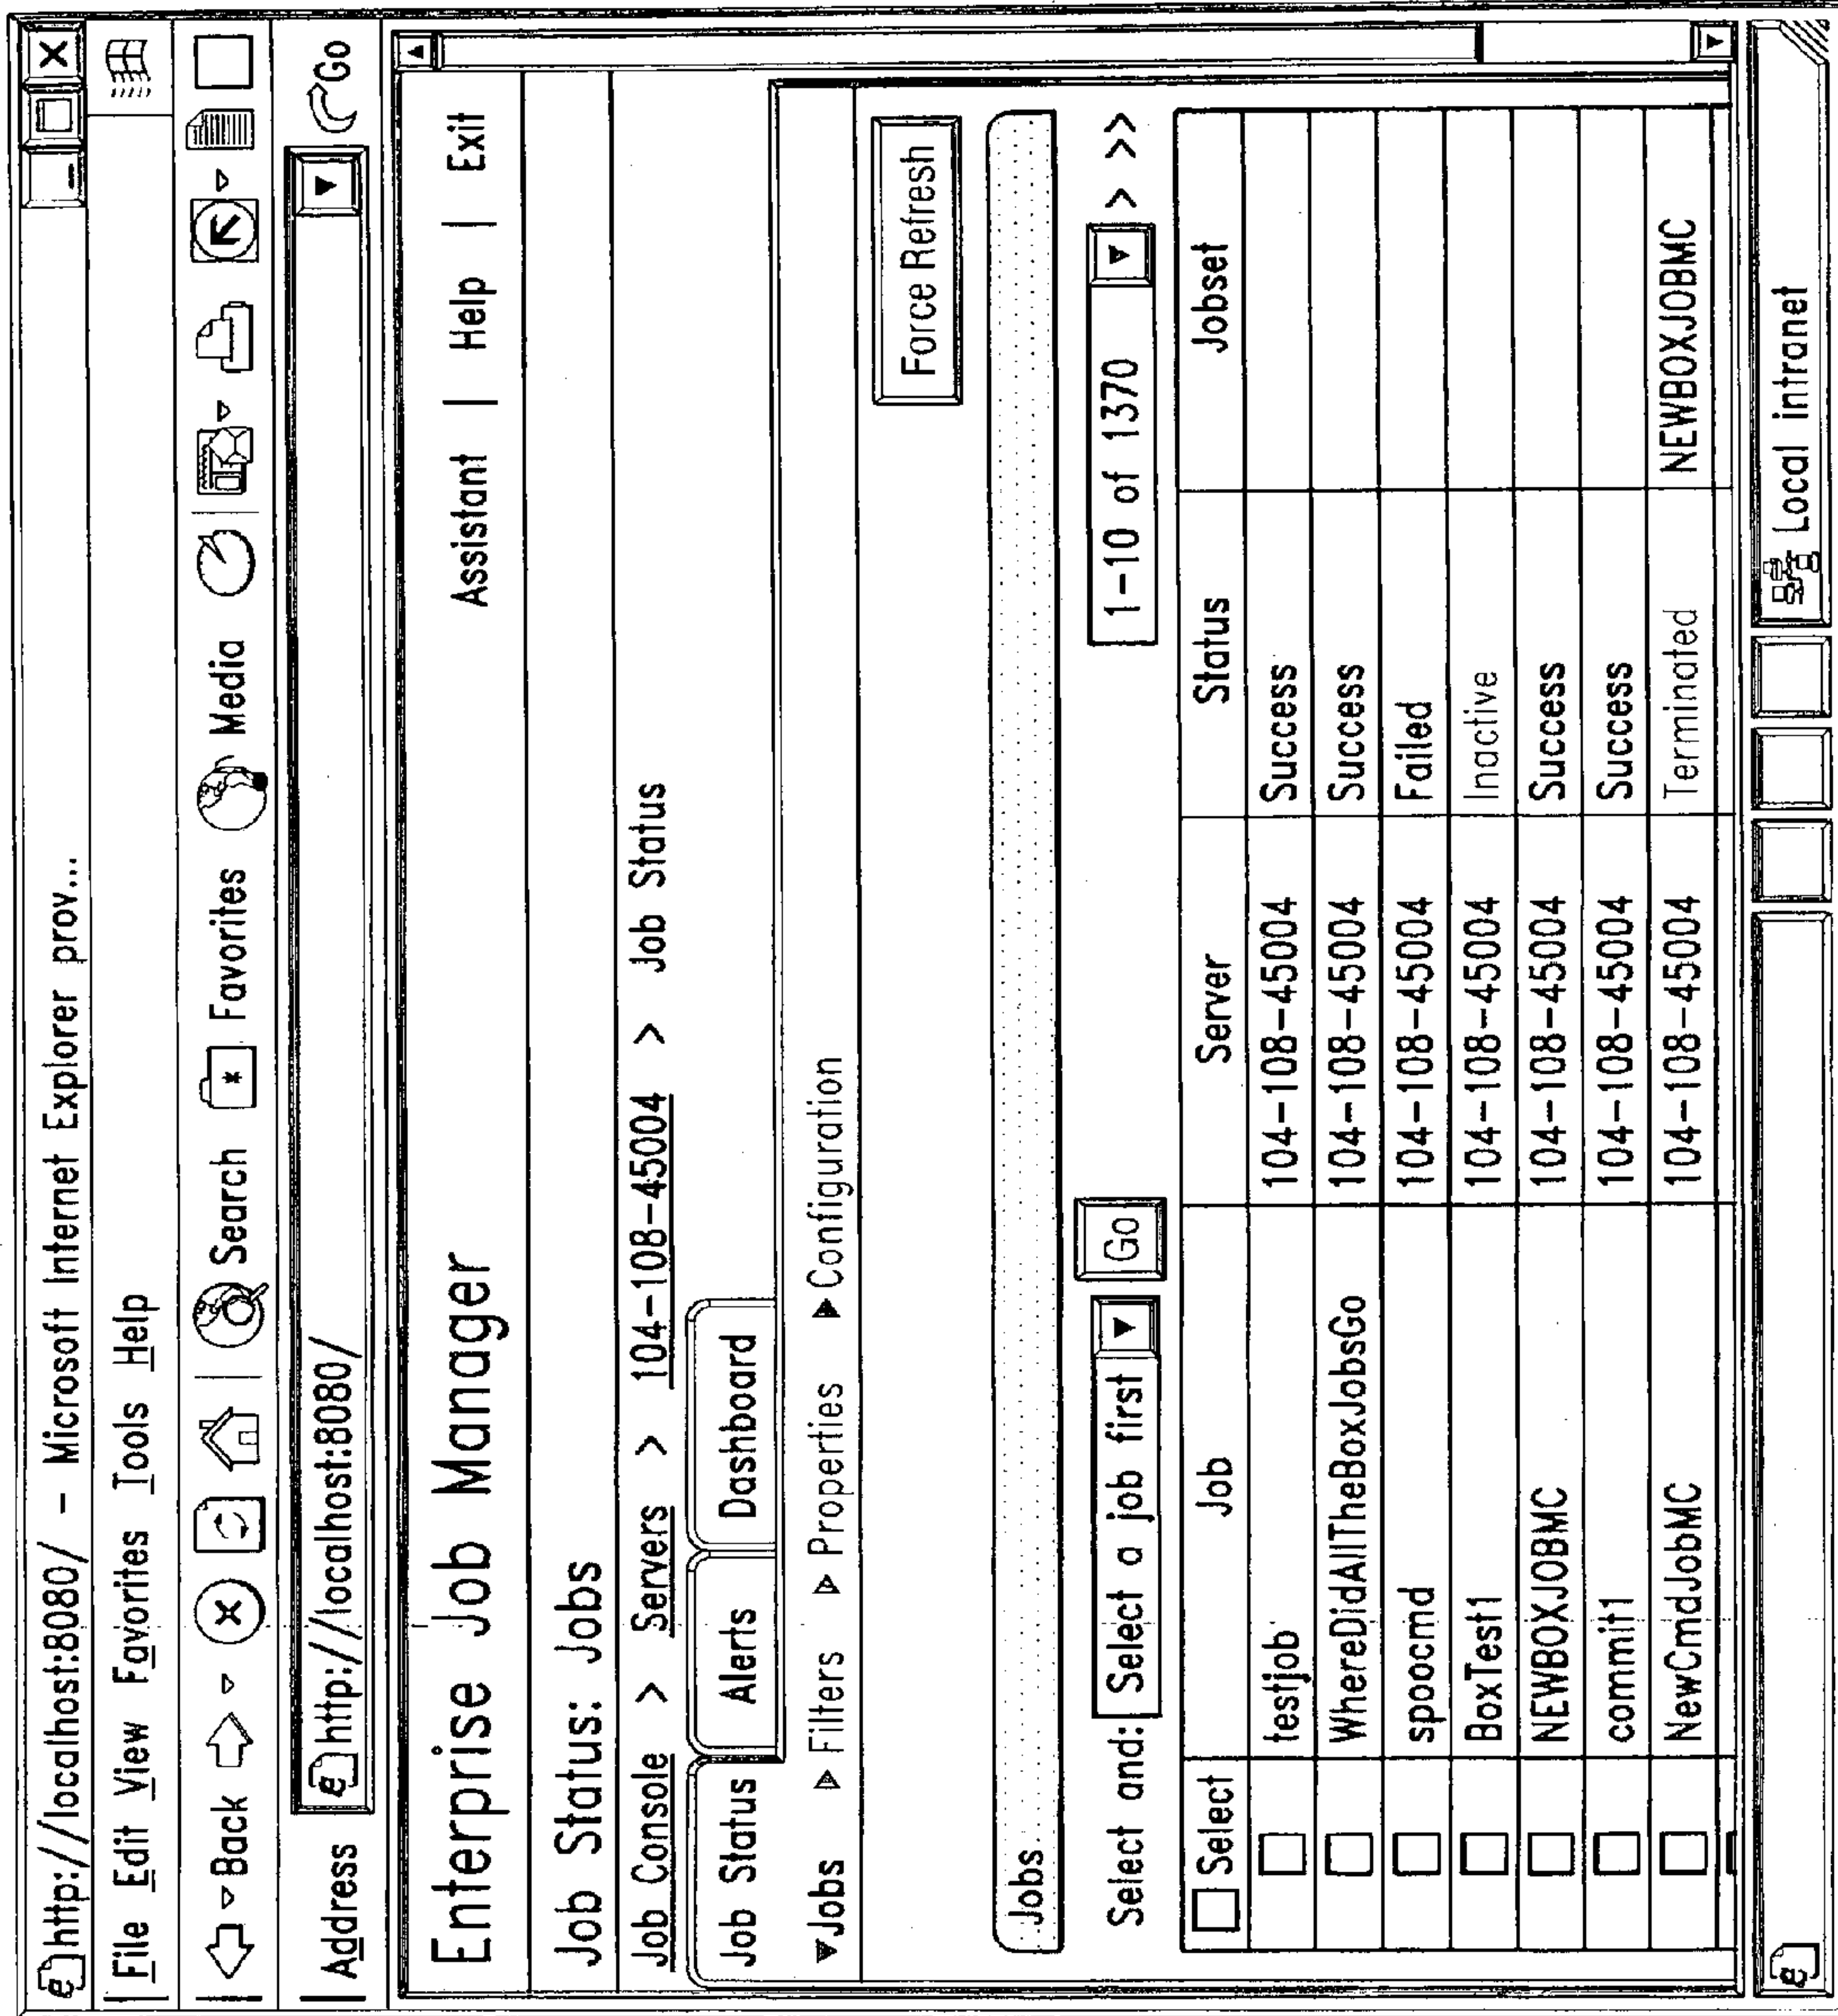 http://localhost:8080/ - Microsoft Internet Explorer prov...
File Edit View Favorites Tools Help
Back Search Favorites Media
Address http://localhost:8080/ Go
Enterprise Job Manager Assistant | Help | Exit
Job Status: Jobs
Job Console > Servers > 104-108-45004 > Job Status
Job Status Alerts Dashboard
Jobs Filters Properties Configuration
Force Refresh
Jobs
Select and: Select a job first Go 1-10 of 1370 > >>
Select Job Server Status Jobset
testjob 104-108-45004 Success
WhereDidAllTheBoxJobsGo 104-108-45004 Success
spoocmd 104-108-45004 Failed
BoxTest1 104-108-45004 Inactive
NEWBOXJOBMC 104-108-45004 Success
commit1 104-108-45004 Success
NewCmdJobMC 104-108-45004 Terminated NEWBOXJOBMC
Local intranet